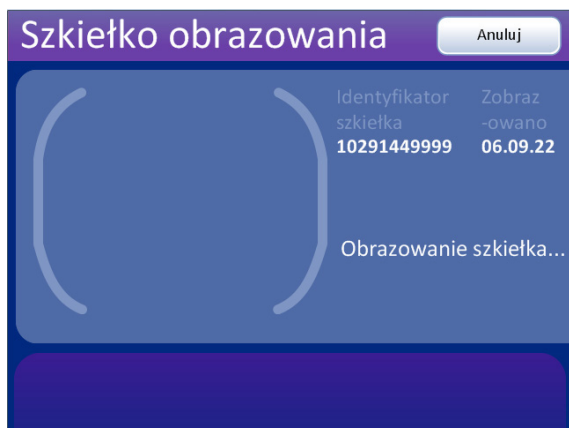 Szkiełko obrazowania
Anuluj
Identyfikator
szkiełka
10291449999
Zobraz
-owano
06.09.22
Obrazowanie szkiełka...